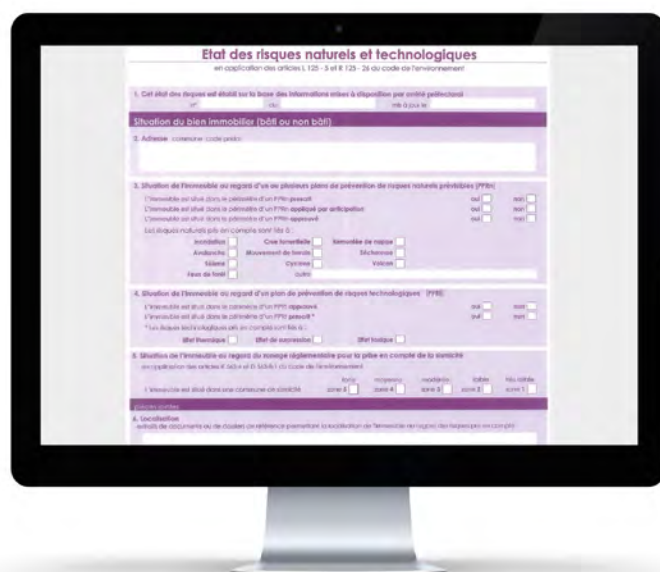 Etat des risques naturels et technologiques
en application des articles L 125 - 5 et R 125 - 26 du code de l'environnement
1. Cet état des risques est établi sur la base des informations mises à disposition par arrêté préfectoral
n° du mis à jour le
Situation du bien immobilier (bâti ou non bâti)
2. Adresse commune code postal
3. Situation de l'immeuble au regard d'un ou plusieurs plans de prévention de risques naturels prévisibles (PPRn)
L'immeuble est situé dans le périmètre d'un PPRn prescrit oui non
L'immeuble est situé dans le périmètre d'un PPRn appliqué par anticipation oui non
L'immeuble est situé dans le périmètre d'un PPRn approuvé oui non
Les risques naturels pris en compte sont liés à :
Inondation Crue torrentielle Remontée de nappe
Avalanche Mouvement de terrain Sécheresse
Séisme Cyclone Volcan
Feux de forêt autre
4. Situation de l'immeuble au regard d'un plan de prévention de risques technologiques (PPRt)
L'immeuble est situé dans le périmètre d'un PPRt approuvé oui non
L'immeuble est situé dans le périmètre d'un PPRt prescrit * oui non
* Les risques technologiques pris en compte sont liés à :
Effet thermique Effet de surpression Effet toxique
5. Situation de l'immeuble au regard du zonage réglementaire pour la prise en compte de la sismicité
en application des articles R 563-4 et D 563-8-1 du code de l'environnement
forte moyenne modérée faible très faible
L'immeuble est situé dans une commune de sismicité zone 5 zone 4 zone 3 zone 2 zone 1
pièces jointes
6. Localisation
extraits de documents ou de dossiers de référence permettant la localisation de l'immeuble au regard des risques pris en compte